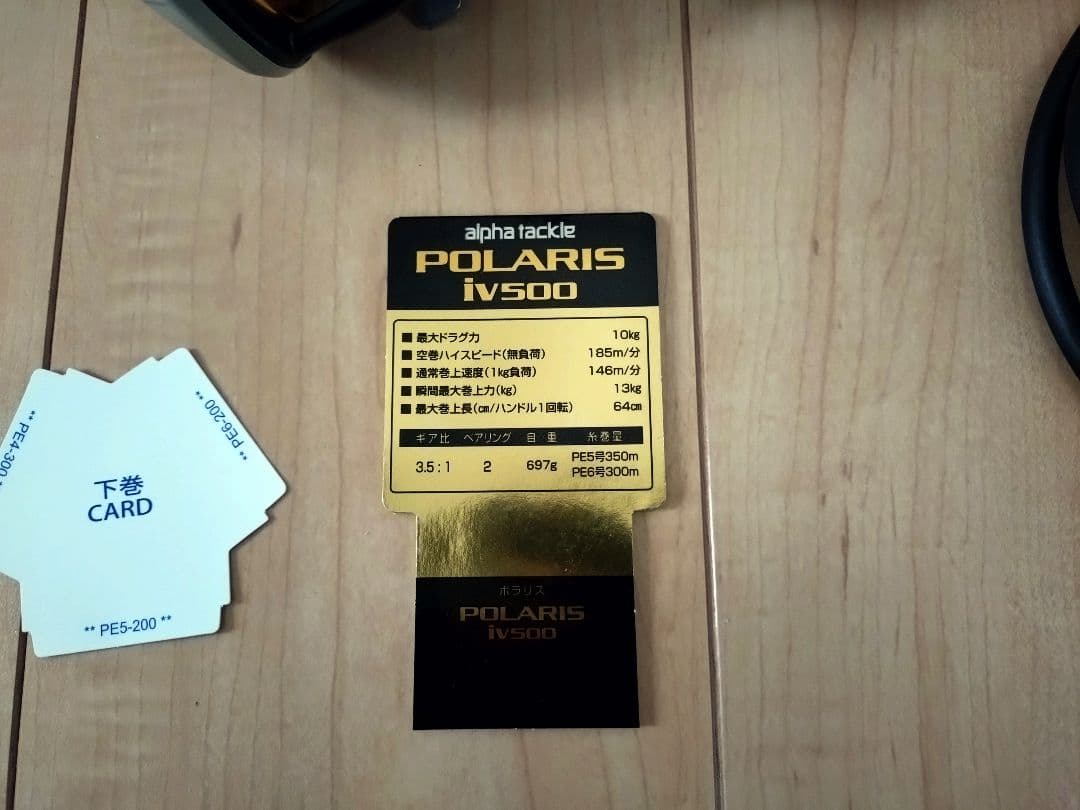 alpha tackle
POLARIS
iV500
■ 最大ドラグ力 10kg
■ 空巻ハイスピード(無負荷) 185m/分
■ 通常巻上速度(1kg負荷) 146m/分
■ 瞬間最大巻上力(kg) 13kg
■ 最大巻上長(cm/ハンドル1回転) 64cm
ギア比 ベアリング 自重 糸巻量
3.5:1 2 697g PE5号350m
PE6号300m
ポラリス
POLARIS
iV500
** PE4-300 **
** PE6-200 **
下巻
CARD
** PE5-200 **